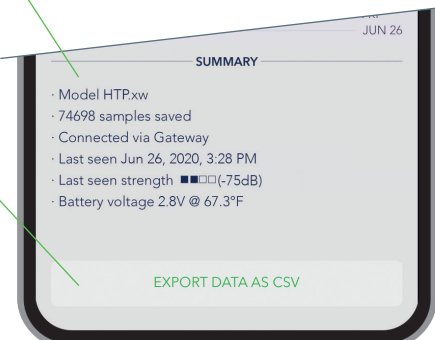 JUN 26
SUMMARY
· Model HTP.xw
· 74698 samples saved
· Connected via Gateway
· Last seen Jun 26, 2020, 3:28 PM
· Last seen strength ■■□□(-75dB)
· Battery voltage 2.8V @ 67.3°F
EXPORT DATA AS CSV